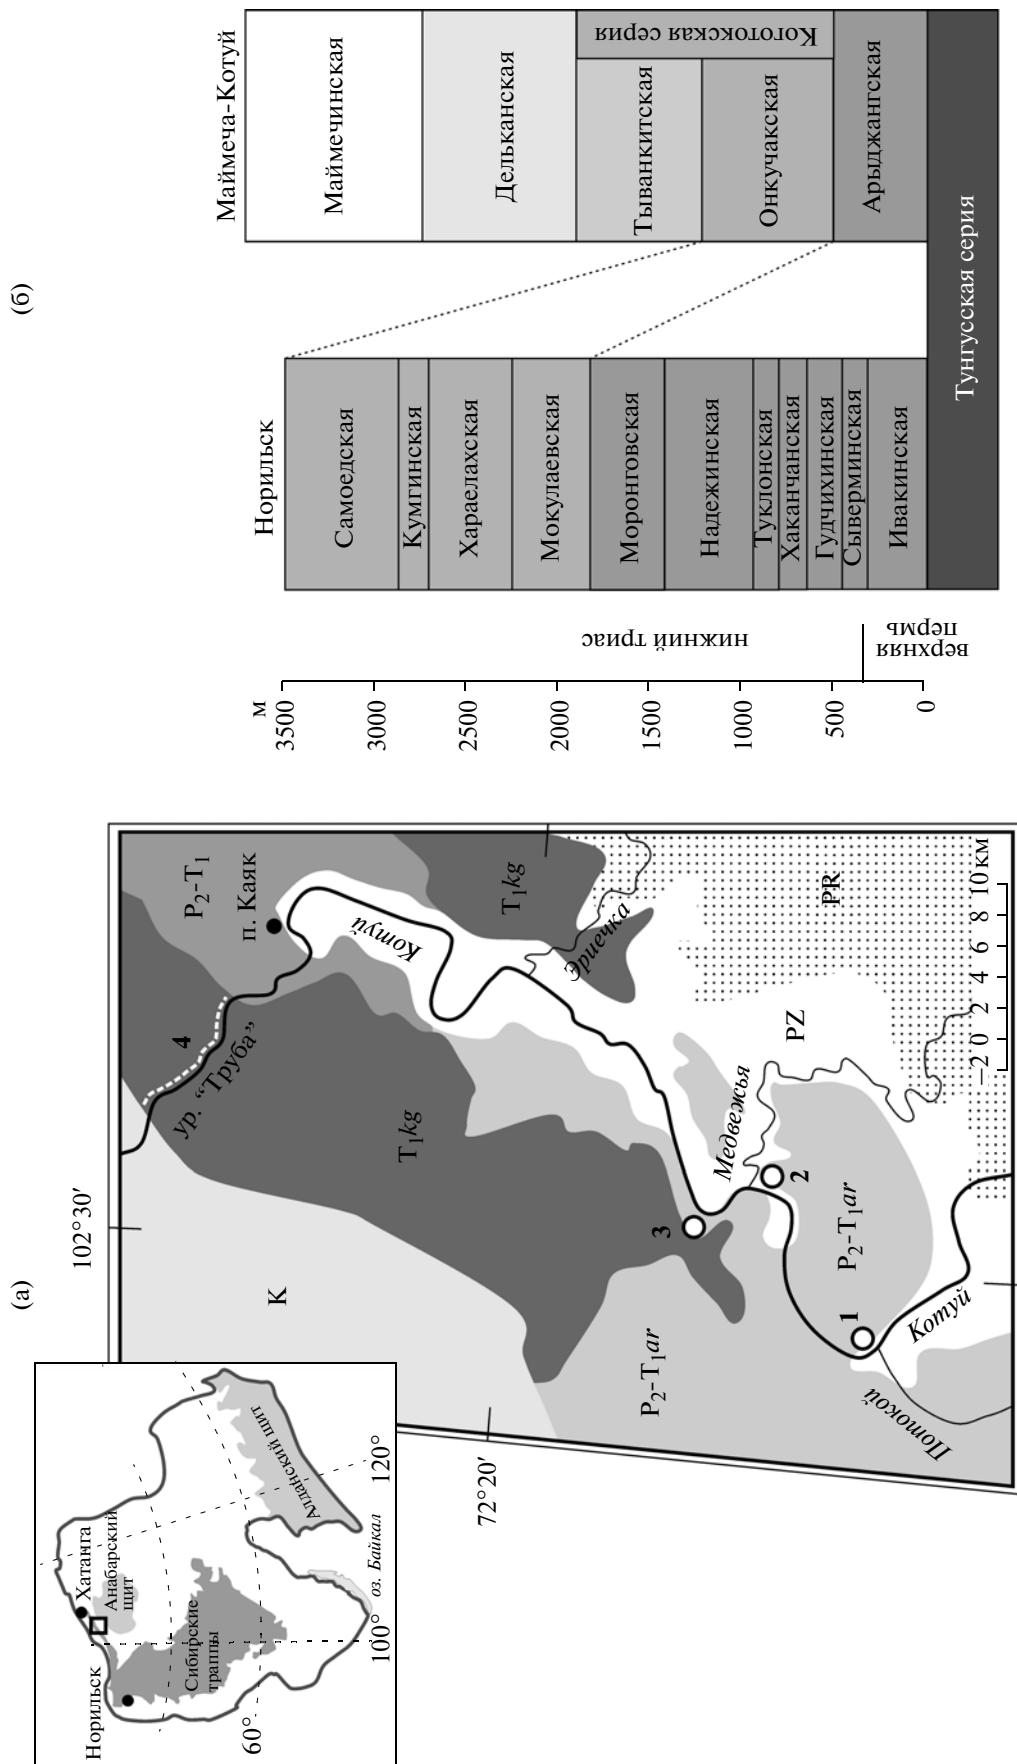 (а)
Норильск
Хатанга
Анабарский
щит
Сибирские
траппы
Алданский щит
оз. Байкал
60°
100°
120°
102°30′
72°20′
K
P₂-T₁
п. Каяк
4
ур. “Труба”
T₁kg
T₁kg
Котуй
Эриечка
PR
PZ
Медвежья
3
2
P₂-T₁ar
P₂-T₁ar
1
Котуй
Потокой
–2 0 2 4 6 8 10 км
(б)
м
3500
3000
2500
2000
1500
1000
500
0
нижний триас
верхняя
пермь
Норильск
Самоедская
Кумгинская
Хараелахская
Мокулаевская
Моронговская
Надежинская
Туклонская
Хаканчанская
Гудчихинская
Сыверминская
Ивакинская
Маймеча-Котуй
Маймечинская
Дельканская
Тыванкитская
Онкучакская
Коготокская серия
Арыджангская
Тунгусская серия